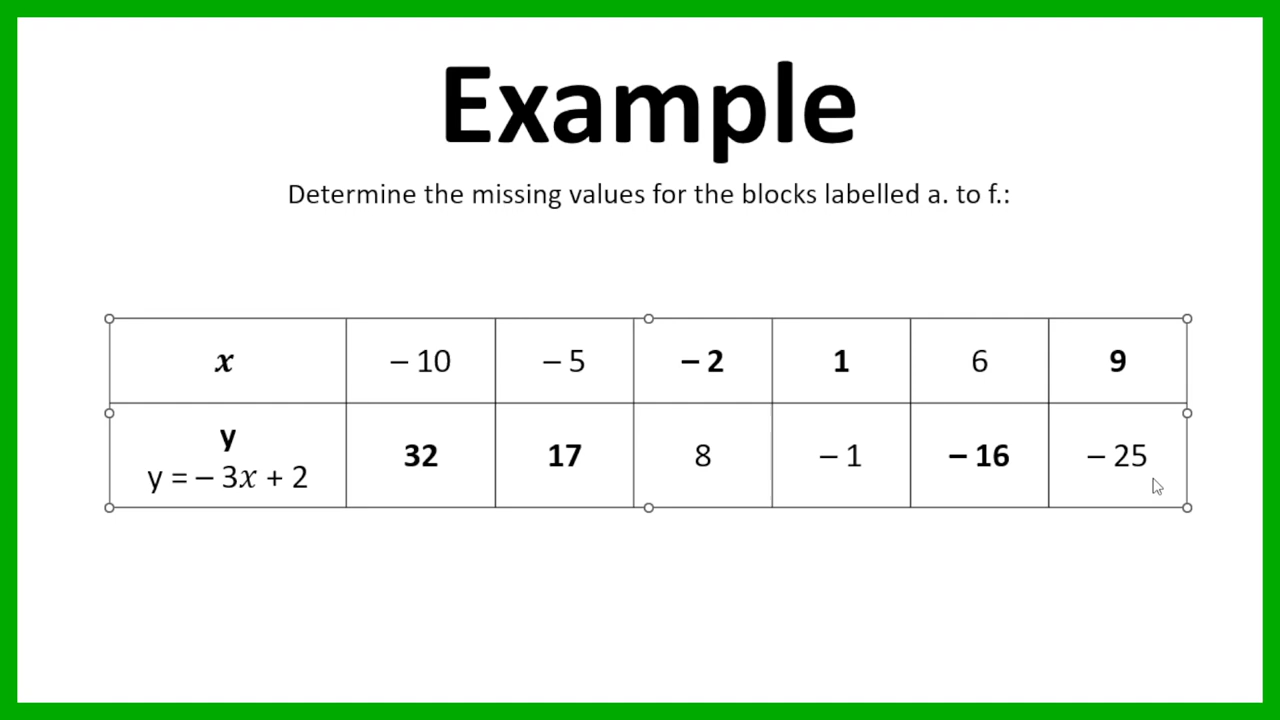 Example
Determine the missing values for the blocks labelled a. to f.:
x – 10 – 5 – 2 1 6 9
y
y = – 3x + 2 32 17 8 – 1 – 16 – 25